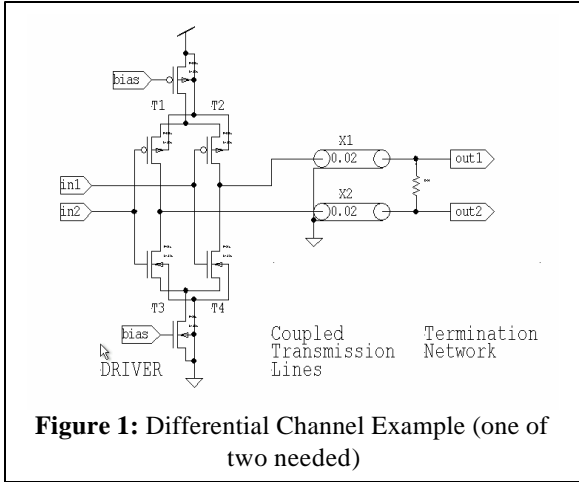 bias
T1 T2
X1
0.02
out1
in1
X2
in2
0.02
out2
T3 T4
bias
Coupled Termination
Transmission Network
Lines
DRIVER
Figure 1: Differential Channel Example (one of
two needed)